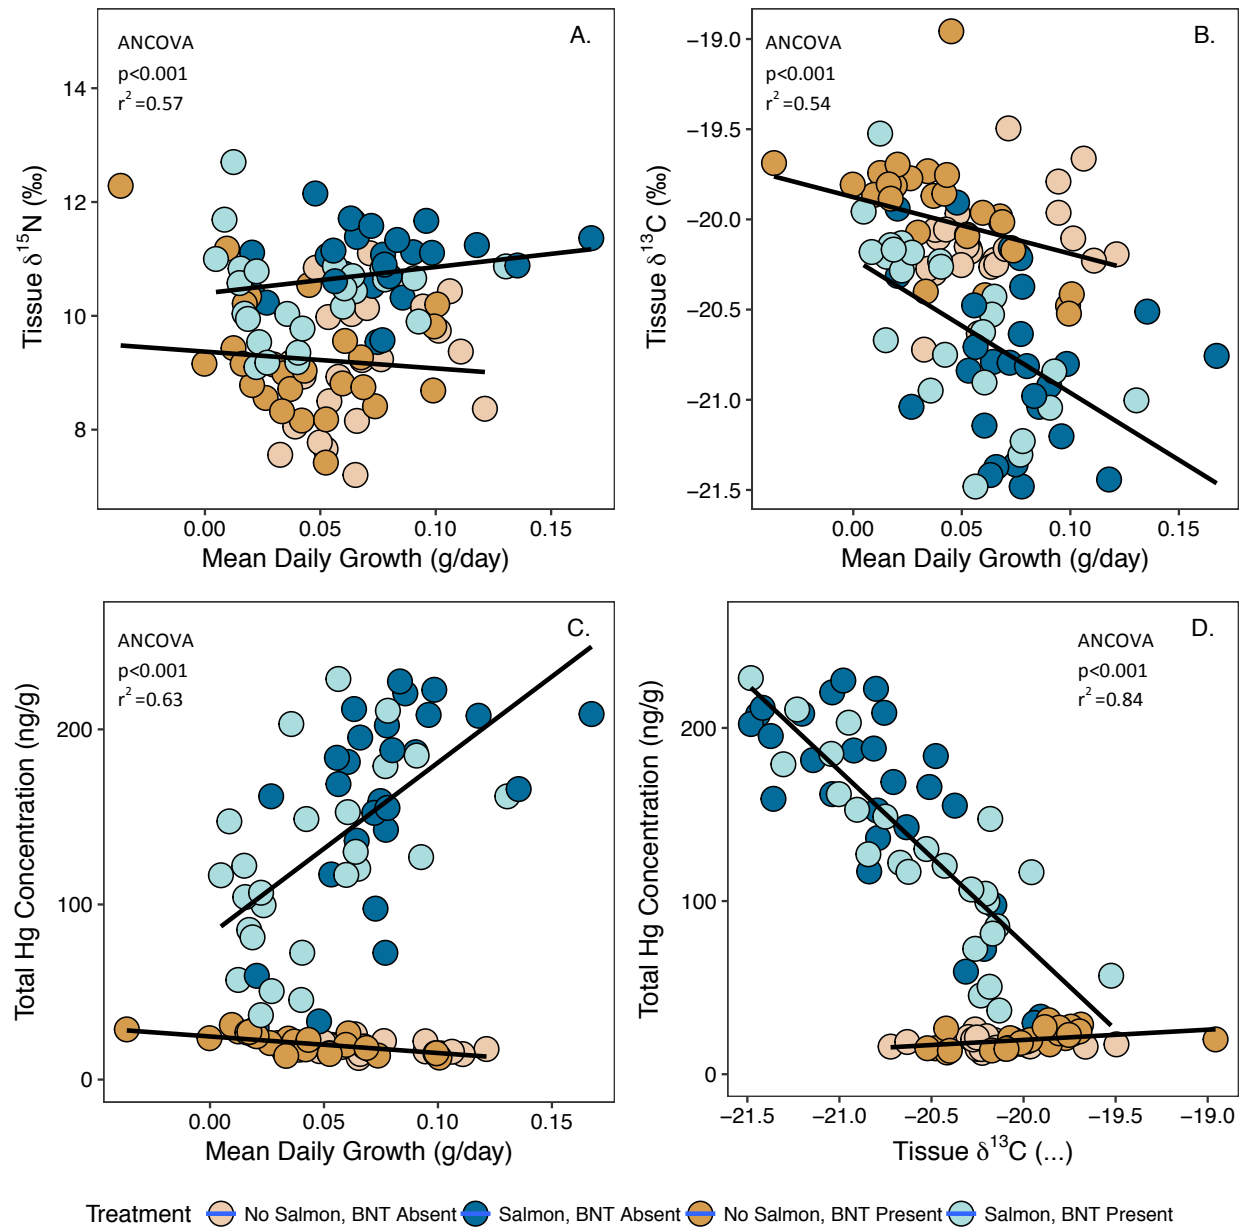 A.
ANCOVA
p<0.001
r²=0.57
14
12
10
8
Tissue δ¹⁵N (‰)
0.00 0.05 0.10 0.15
Mean Daily Growth (g/day)
B.
ANCOVA
p<0.001
r²=0.54
−19.0
−19.5
−20.0
−20.5
−21.0
−21.5
Tissue δ¹³C (‰)
0.00 0.05 0.10 0.15
Mean Daily Growth (g/day)
C.
ANCOVA
p<0.001
r²=0.63
200
100
0
Total Hg Concentration (ng/g)
0.00 0.05 0.10 0.15
Mean Daily Growth (g/day)
D.
ANCOVA
p<0.001
r²=0.84
200
100
0
Total Hg Concentration (ng/g)
−21.5 −21.0 −20.5 −20.0 −19.5 −19.0
Tissue δ¹³C (...)
Treatment No Salmon, BNT Absent Salmon, BNT Absent No Salmon, BNT Present Salmon, BNT Present